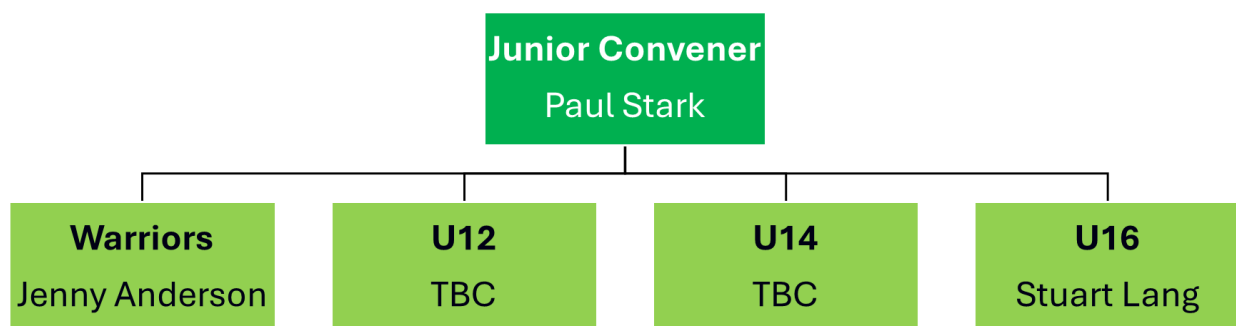 Junior Convener
Paul Stark
Warriors
Jenny Anderson
U12
TBC
U14
TBC
U16
Stuart Lang